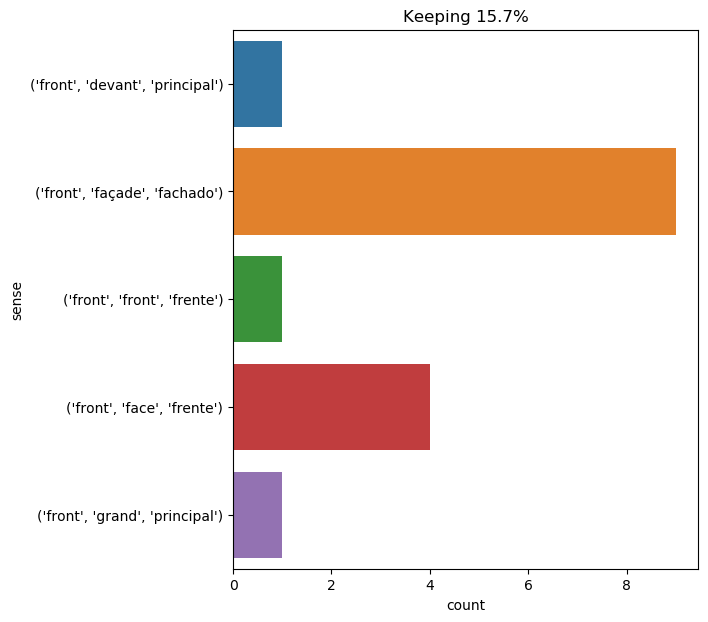 Keeping 15.7%
sense
('front', 'devant', 'principal')
('front', 'façade', 'fachado')
('front', 'front', 'frente')
('front', 'face', 'frente')
('front', 'grand', 'principal')
0 2 4 6 8
count